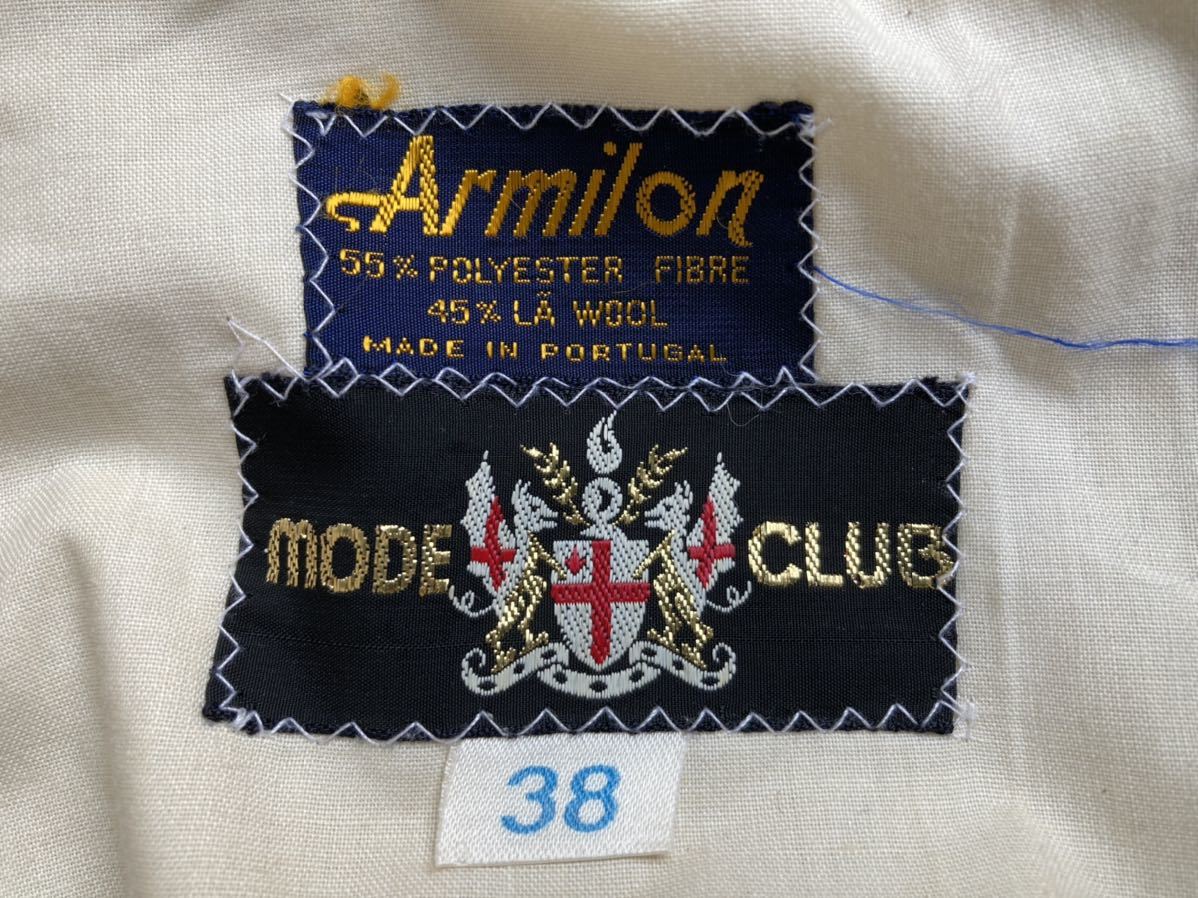 Armilon
55% POLYESTER FIBRE
45% LÃ WOOL
MADE IN PORTUGAL
MODE CLUB
38